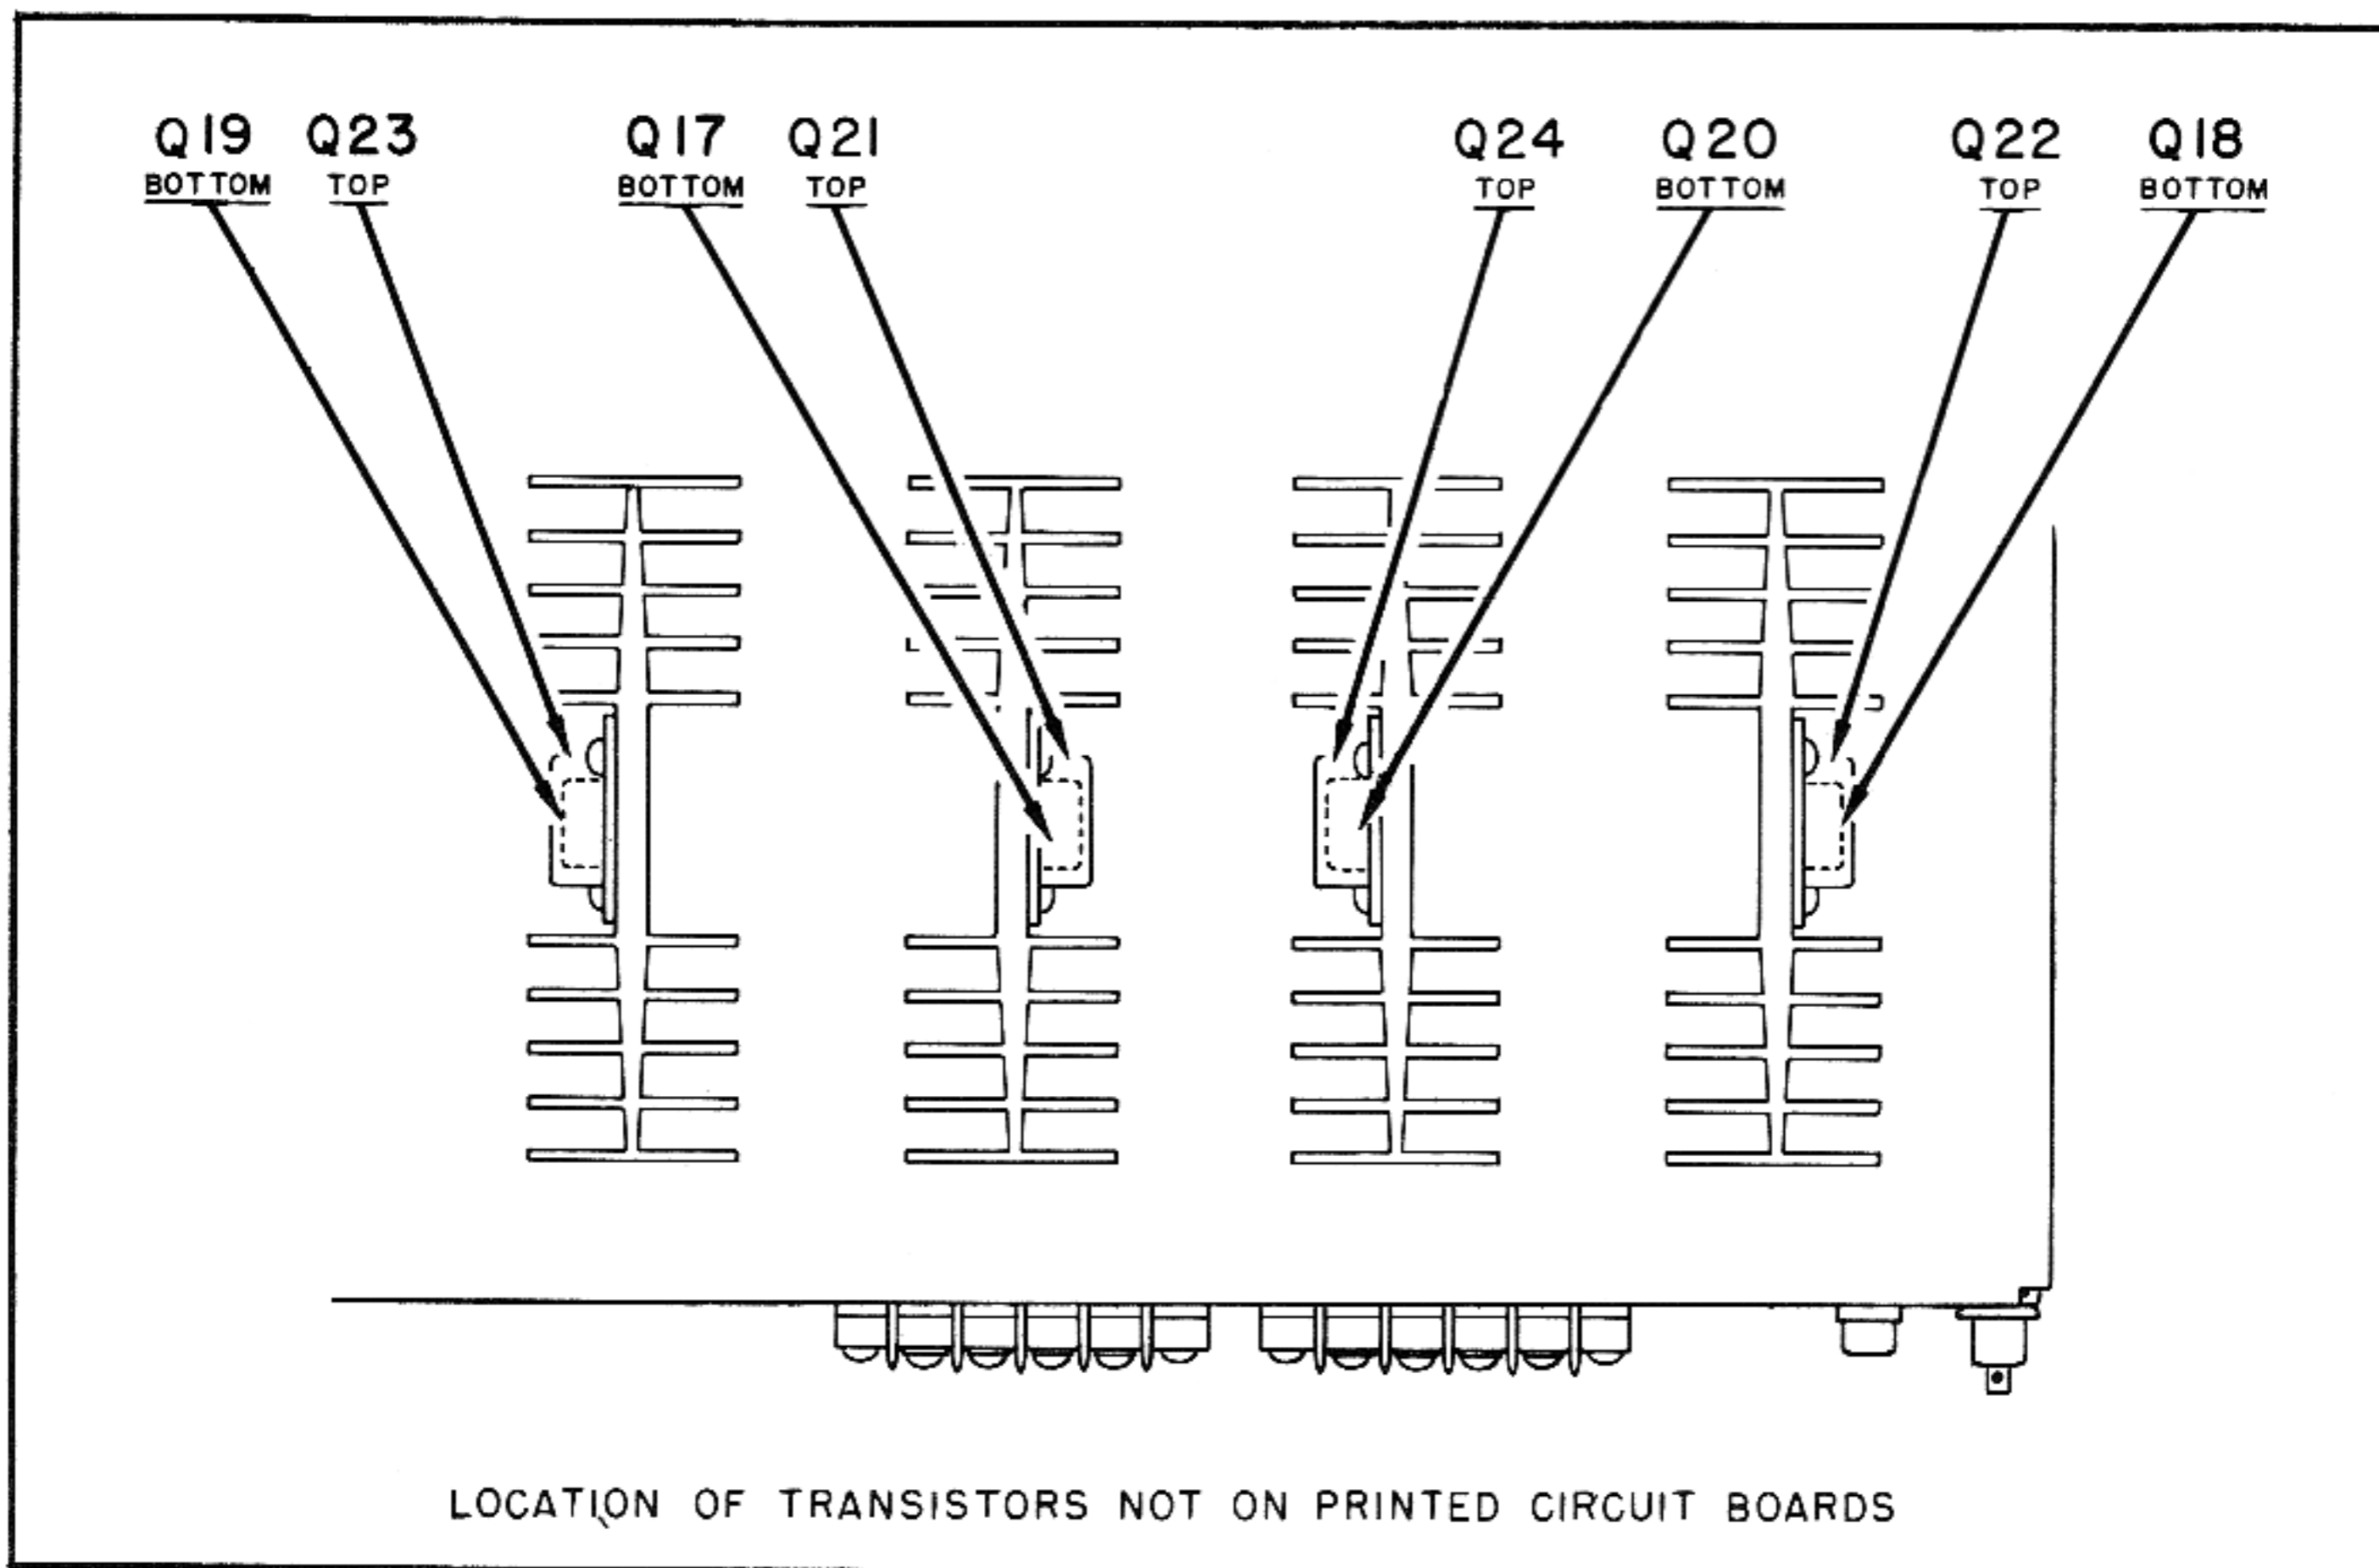 Q19 Q23 Q17 Q21 Q24 Q20 Q22 Q18
BOTTOM TOP BOTTOM TOP TOP BOTTOM TOP BOTTOM
LOCATION OF TRANSISTORS NOT ON PRINTED CIRCUIT BOARDS